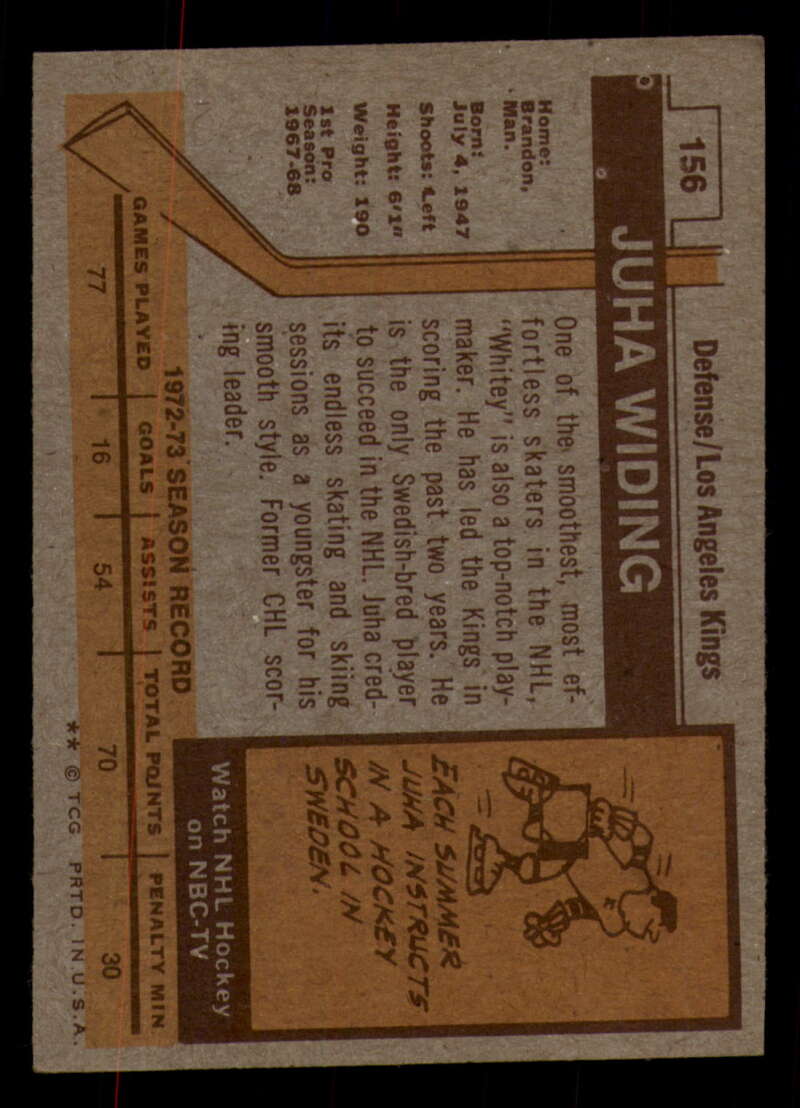 156
Defense/Los Angeles Kings
JUHA WIDING
Home:
Brandon,
Man.
Born:
July 4, 1947
Shoots: Left
Height: 6'1"
Weight: 190
1st Pro
Season:
1967-68
One of the smoothest, most ef-
fortless skaters in the NHL,
"Whitey" is also a top-notch play-
maker. He has led the Kings in
scoring the past two years. He
is the only Swedish-bred player
to succeed in the NHL. Juha cred-
its endless skating and skiing
sessions as a youngster for his
smooth style. Former CHL scor-
ing leader.
EACH SUMMER
JUHA INSTRUCTS
IN A HOCKEY
SCHOOL IN
SWEDEN.
Watch NHL Hockey
on NBC-TV
1972-73 SEASON RECORD
GAMES PLAYED GOALS ASSISTS TOTAL POINTS PENALTY MIN
77 16 54 70 30
** © TCG PRTD. IN U.S.A.